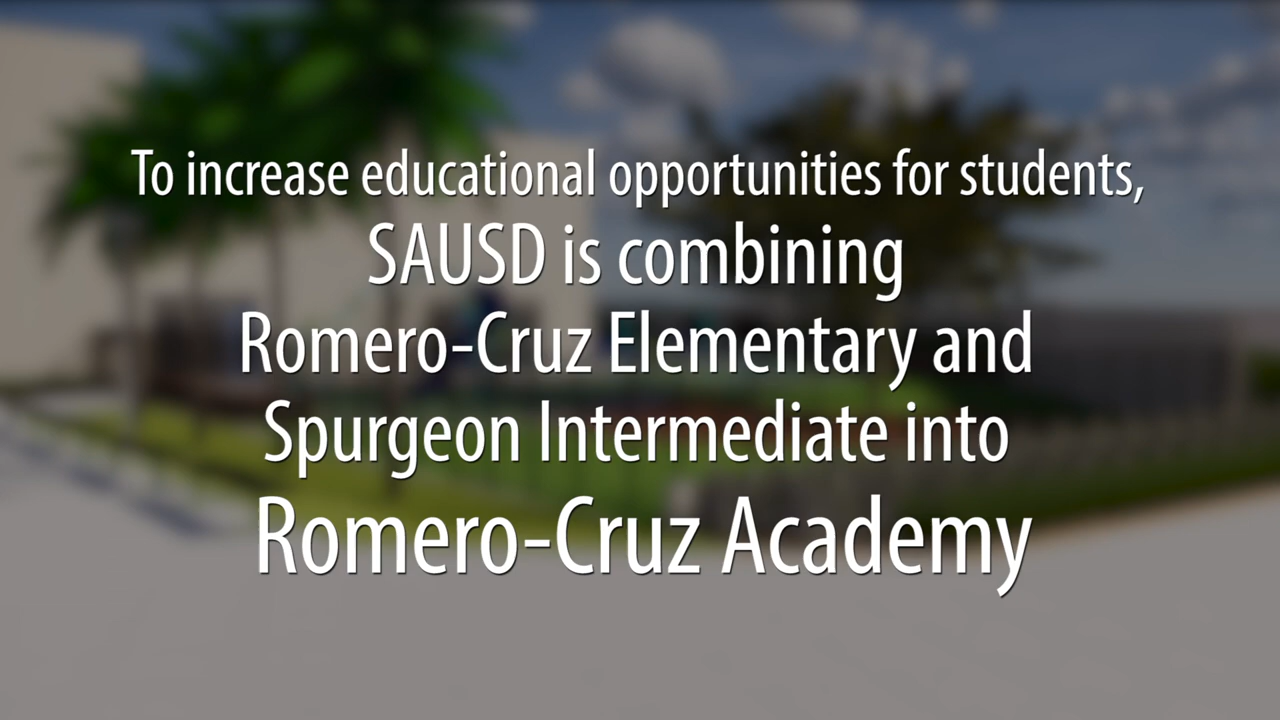 To increase educational opportunities for students,
SAUSD is combining
Romero-Cruz Elementary and
Spurgeon Intermediate into
Romero-Cruz Academy